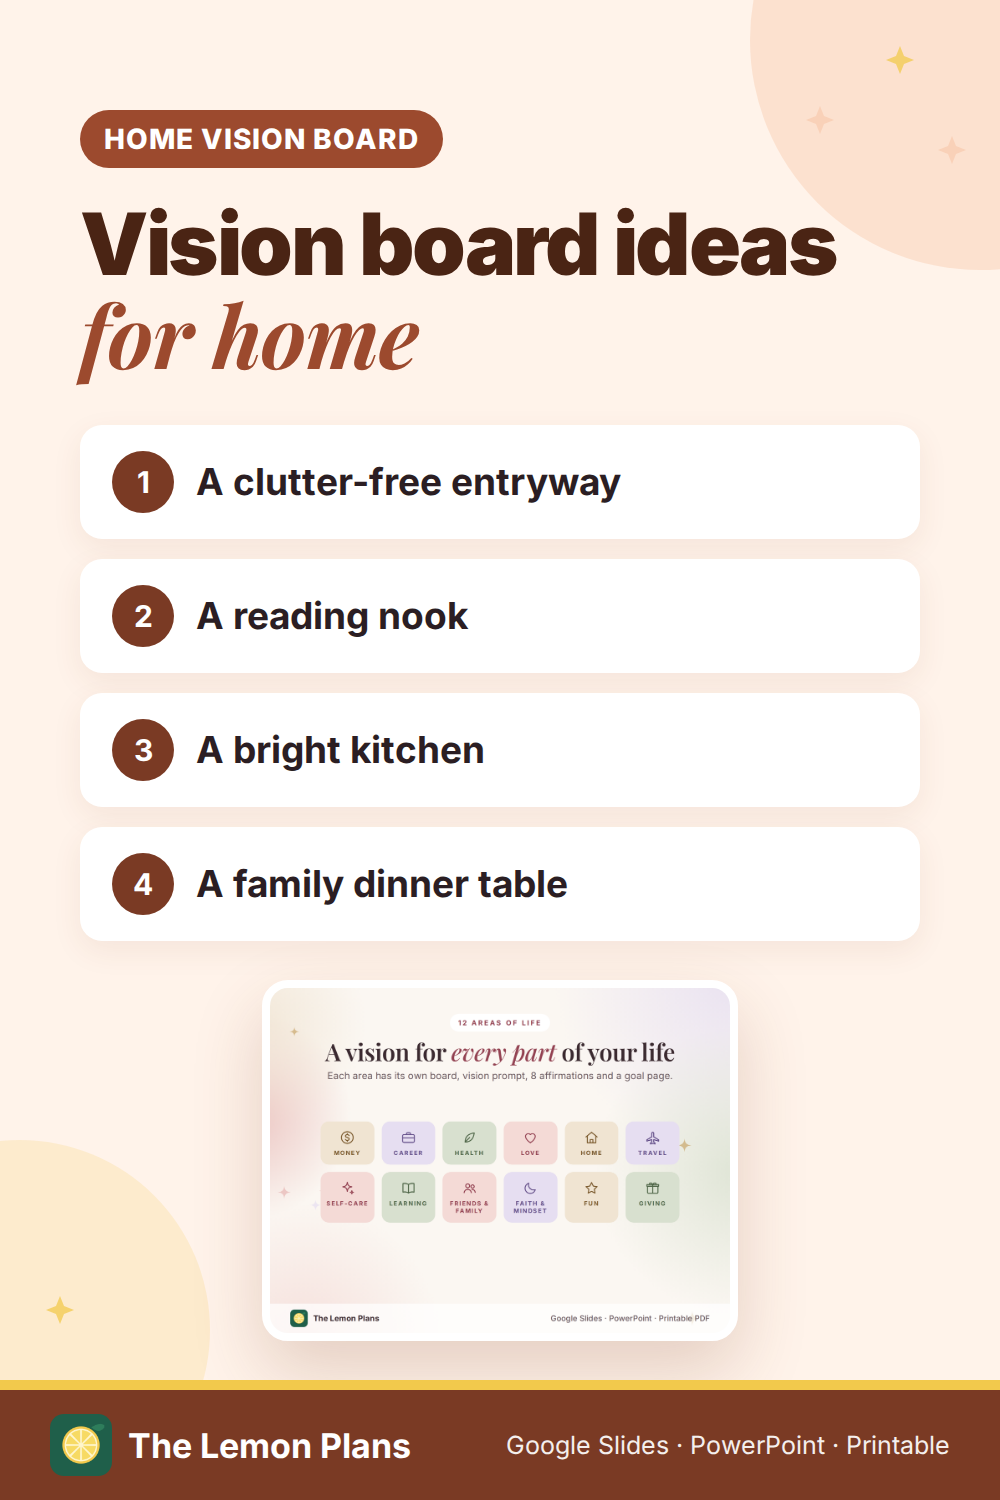 HOME VISION BOARD
Vision board ideas
for home
1 A clutter-free entryway
2 A reading nook
3 A bright kitchen
4 A family dinner table
12 AREAS OF LIFE
A vision for every part of your life
Each area has its own board, vision prompt, 8 affirmations and a goal page.
MONEY CAREER HEALTH LOVE HOME TRAVEL
SELF-CARE LEARNING FRIENDS & FAMILY FAITH & MINDSET FUN GIVING
The Lemon Plans Google Slides · PowerPoint · Printable PDF
The Lemon Plans Google Slides · PowerPoint · Printable